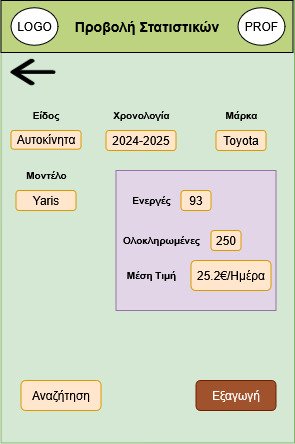 LOGO Προβολή Στατιστικών PROF
Είδος Χρονολογία Μάρκα
Αυτοκίνητα 2024-2025 Toyota
Μοντέλο
Yaris
Ενεργές 93
Ολοκληρωμένες 250
Μέση Τιμή 25.2€/Ημέρα
Αναζήτηση Εξαγωγή